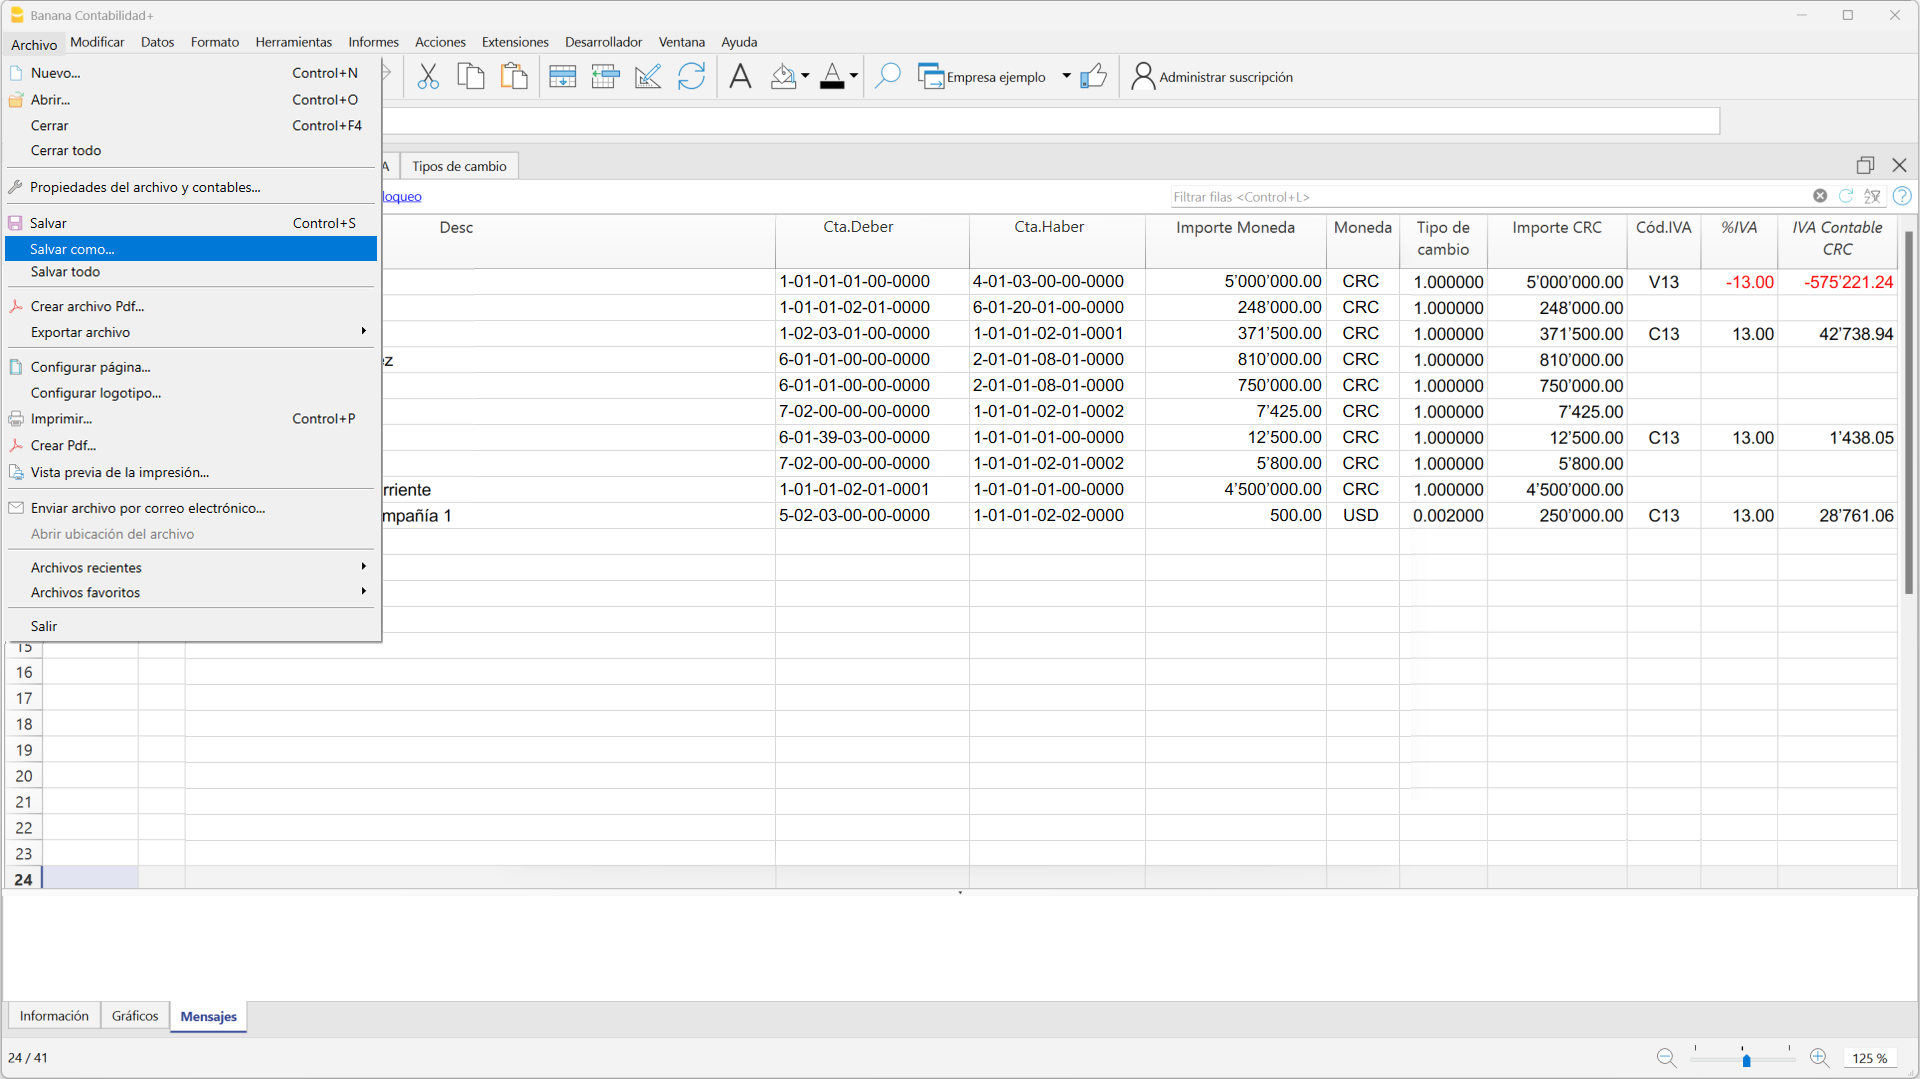 Banana Contabilidad+
Archivo Modificar Datos Formato Herramientas Informes Acciones Extensiones Desarrollador Ventana Ayuda
Nuevo... Control+N
Abrir... Control+O
Cerrar Control+F4
Cerrar todo
Propiedades del archivo y contables...
Salvar Control+S
Salvar como...
Salvar todo
Crear archivo Pdf...
Exportar archivo
Configurar página...
Configurar logotipo...
Imprimir... Control+P
Crear Pdf...
Vista previa de la impresión...
Enviar archivo por correo electrónico...
Abrir ubicación del archivo
Archivos recientes
Archivos favoritos
Salir
Empresa ejemplo Administrar suscripción
A Tipos de cambio
loqueo Filtrar filas <Control+L>
Desc Cta.Deber Cta.Haber Importe Moneda Moneda Tipo de cambio Importe CRC Cód.IVA %IVA IVA Contable CRC
1-01-01-01-00-0000 4-01-03-00-00-0000 5'000'000.00 CRC 1.000000 5'000'000.00 V13 -13.00 -575'221.24
1-01-01-02-01-0000 6-01-20-01-00-0000 248'000.00 CRC 1.000000 248'000.00
1-02-03-01-00-0000 1-01-01-02-01-0001 371'500.00 CRC 1.000000 371'500.00 C13 13.00 42'738.94
ez 6-01-01-00-00-0000 2-01-01-08-01-0000 810'000.00 CRC 1.000000 810'000.00
6-01-01-00-00-0000 2-01-01-08-01-0000 750'000.00 CRC 1.000000 750'000.00
7-02-00-00-00-0000 1-01-01-02-01-0002 7'425.00 CRC 1.000000 7'425.00
6-01-39-03-00-0000 1-01-01-01-00-0000 12'500.00 CRC 1.000000 12'500.00 C13 13.00 1'438.05
7-02-00-00-00-0000 1-01-01-02-01-0002 5'800.00 CRC 1.000000 5'800.00
rriente 1-01-01-02-01-0001 1-01-01-01-00-0000 4'500'000.00 CRC 1.000000 4'500'000.00
mpañía 1 5-02-03-00-00-0000 1-01-01-02-02-0000 500.00 USD 0.002000 250'000.00 C13 13.00 28'761.06
15
16
17
18
19
20
21
22
23
24
Información Gráficos Mensajes
24 / 41 125 %